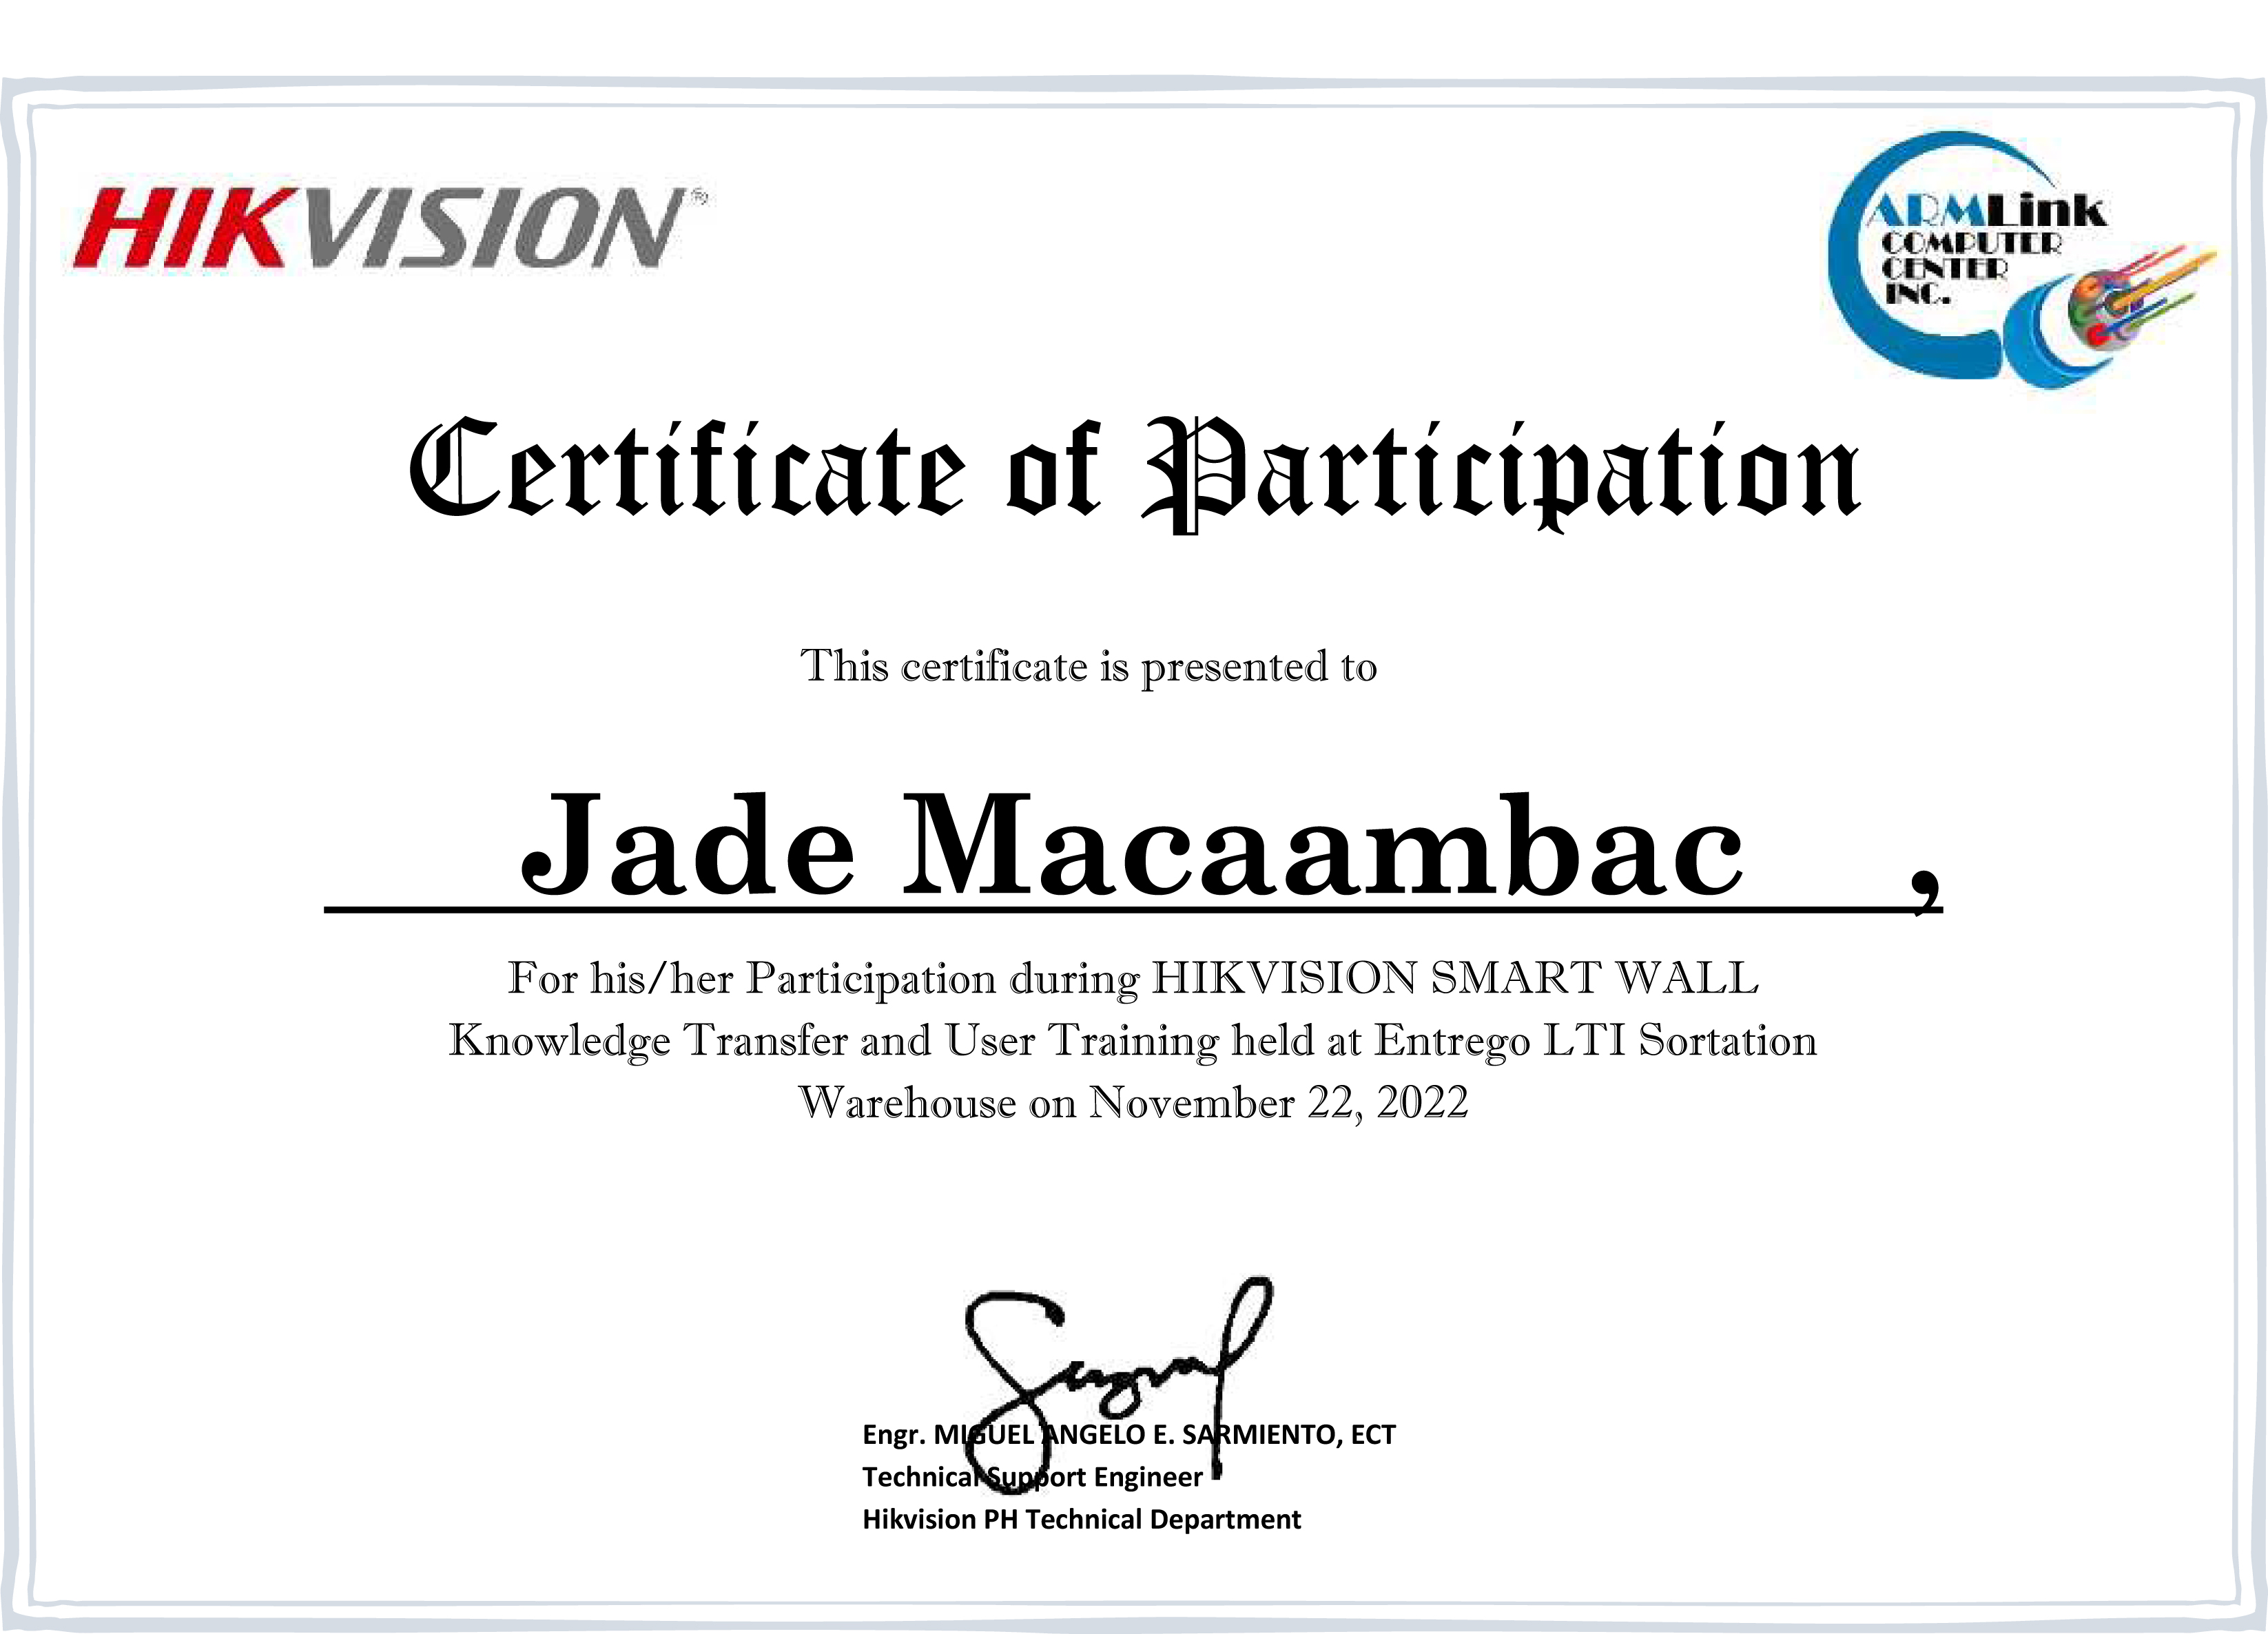 HIKVISION®
ARMLink
COMPUTER
CENTER
INC.
Certificate of Participation
This certificate is presented to
Jade Macaambac ,
For his/her Participation during HIKVISION SMART WALL
Knowledge Transfer and User Training held at Entrego LTI Sortation
Warehouse on November 22, 2022
Engr. MIGUEL ANGELO E. SARMIENTO, ECT
Technical Support Engineer
Hikvision PH Technical Department